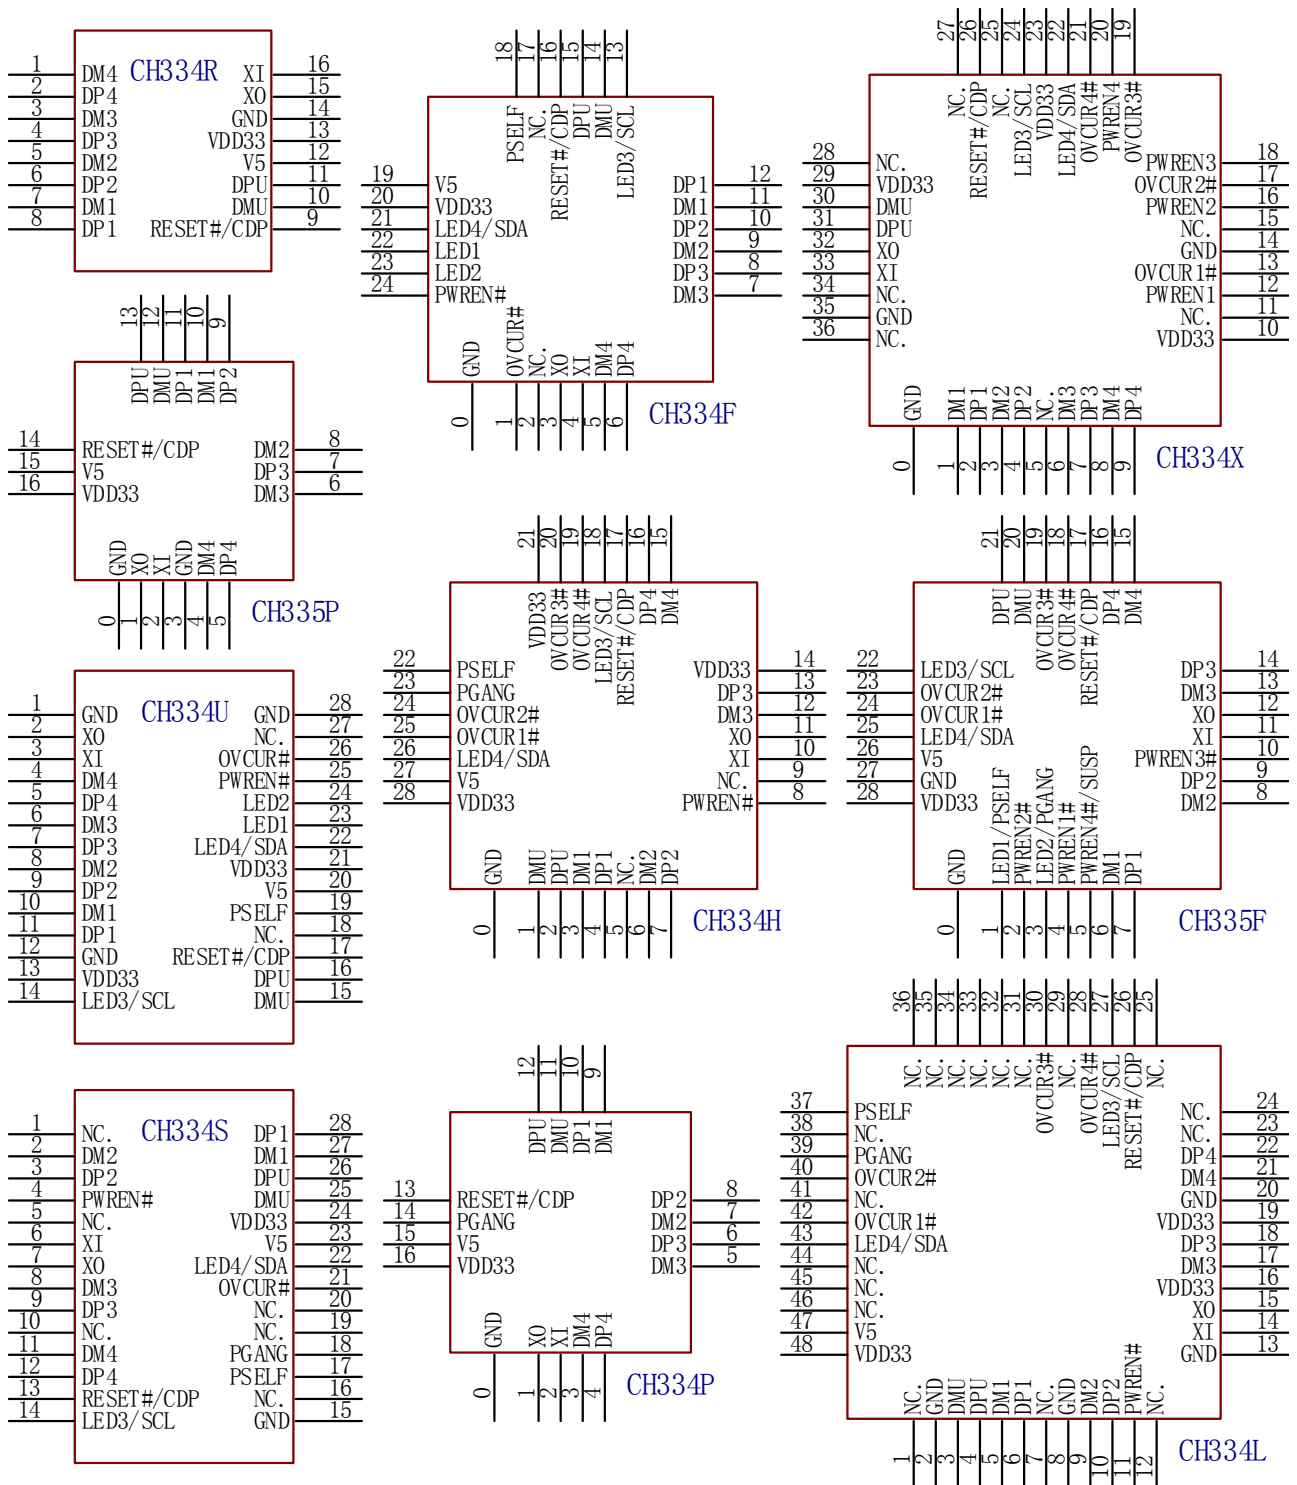 CH334R
1 DM4 XI 16
2 DP4 XO 15
3 DM3 GND 14
4 DP3 VDD33 13
5 DM2 V5 12
6 DP2 DPU 11
7 DM1 DMU 10
8 DP1 RESET#/CDP 9
18 17 16 15 14 13
PSELF NC. RESET#/CDP DPU DMU LED3/SCL
19 V5 DP1 12
20 VDD33 DM1 11
21 LED4/SDA DP2 10
22 LED1 DM2 9
23 LED2 DP3 8
24 PWREN# DM3 7
GND OVCUR# NC. XO XI DM4 DP4
0 1 2 3 4 5 6
CH334F
27 26 25 24 23 22 21 20 19
NC. RESET#/CDP NC. LED3/SCL VDD33 LED4/SDA OVCUR4# PWREN4 OVCUR3#
28 NC. PWREN3 18
29 VDD33 OVCUR2# 17
30 DMU PWREN2 16
31 DPU NC. 15
32 XO GND 14
33 XI OVCUR1# 13
34 NC. PWREN1 12
35 GND NC. 11
36 NC. VDD33 10
GND DM1 DP1 DM2 DP2 NC. DM3 DP3 DM4 DP4
0 1 2 3 4 5 6 7 8 9
CH334X
13 12 11 10 9
DPU DMU DP1 DM1 DP2
14 RESET#/CDP DM2 8
15 V5 DP3 7
16 VDD33 DM3 6
GND XO XI GND DM4 DP4
0 1 2 3 4 5
CH335P
21 20 19 18 17 16 15
VDD33 OVCUR3# OVCUR4# LED3/SCL RESET#/CDP DP4 DM4
22 PSELF VDD33 14
23 PGANG DP3 13
24 OVCUR2# DM3 12
25 OVCUR1# XO 11
26 LED4/SDA XI 10
27 V5 NC. 9
28 VDD33 PWREN# 8
GND DMU DPU DM1 DP1 NC. DM2 DP2
0 1 2 3 4 5 6 7
CH334H
21 20 19 18 17 16 15
DPU DMU OVCUR3# OVCUR4# RESET#/CDP DP4 DM4
22 LED3/SCL DP3 14
23 OVCUR2# DM3 13
24 OVCUR1# XO 12
25 LED4/SDA XI 11
26 V5 PWREN3# 10
27 GND DP2 9
28 VDD33 DM2 8
GND LED1/PSELF PWREN2# LED2/PGANG PWREN1# PWREN4#/SUSP DM1 DP1
0 1 2 3 4 5 6 7
CH335F
CH334U
1 GND GND 28
2 XO NC. 27
3 XI OVCUR# 26
4 DM4 PWREN# 25
5 DP4 LED2 24
6 DM3 LED1 23
7 DP3 LED4/SDA 22
8 DM2 VDD33 21
9 DP2 V5 20
10 DM1 PSELF 19
11 DP1 NC. 18
12 GND RESET#/CDP 17
13 VDD33 DPU 16
14 LED3/SCL DMU 15
CH334S
1 NC. DP1 28
2 DM2 DM1 27
3 DP2 DPU 26
4 PWREN# DMU 25
5 NC. VDD33 24
6 XI V5 23
7 XO LED4/SDA 22
8 DM3 OVCUR# 21
9 DP3 NC. 20
10 NC. NC. 19
11 DM4 PGANG 18
12 DP4 PSELF 17
13 RESET#/CDP NC. 16
14 LED3/SCL GND 15
12 11 10 9
DPU DMU DP1 DM1
13 RESET#/CDP DP2 8
14 PGANG DM2 7
15 V5 DP3 6
16 VDD33 DM3 5
GND XO XI DM4 DP4
0 1 2 3 4
CH334P
36 35 34 33 32 31 30 29 28 27 26 25
NC. NC. NC. NC. NC. NC. OVCUR3# NC. OVCUR4# LED3/SCL RESET#/CDP NC.
37 PSELF NC. 24
38 NC. NC. 23
39 PGANG DP4 22
40 OVCUR2# DM4 21
41 NC. GND 20
42 OVCUR1# VDD33 19
43 LED4/SDA DP3 18
44 NC. DM3 17
45 NC. VDD33 16
46 NC. XO 15
47 V5 XI 14
48 VDD33 GND 13
NC. GND DMU DPU DM1 DP1 NC. GND DM2 DP2 PWREN# NC.
1 2 3 4 5 6 7 8 9 10 11 12
CH334L